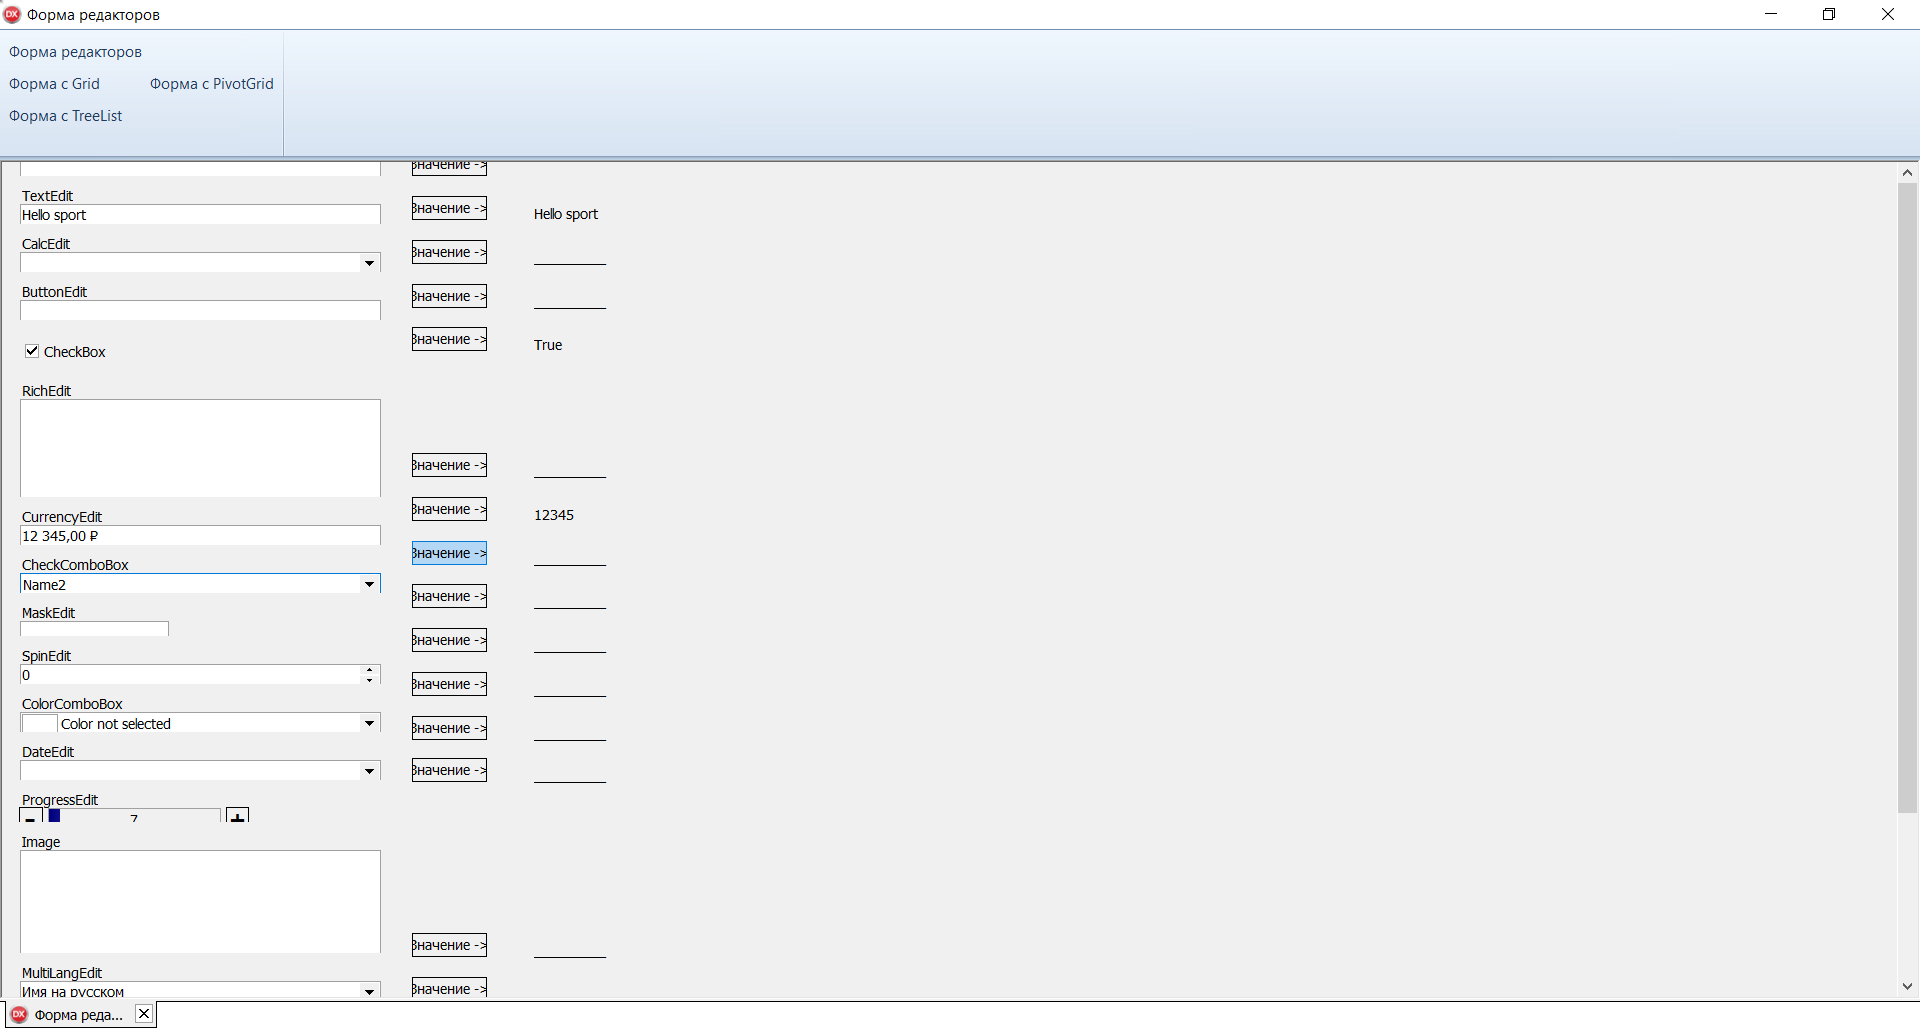 Форма редакторов
Форма редакторов
Форма с Grid
Форма с PivotGrid
Форма с TreeList
Значение ->
TextEdit
Hello sport
Значение ->
Hello sport
CalcEdit
Значение ->
ButtonEdit
Значение ->
CheckBox
Значение ->
True
RichEdit
Значение ->
CurrencyEdit
12 345,00 ₽
Значение ->
12345
CheckComboBox
Name2
Значение ->
MaskEdit
Значение ->
SpinEdit
0
Значение ->
ColorComboBox
Color not selected
Значение ->
DateEdit
Значение ->
Значение ->
ProgressEdit
- 7 +
Image
Значение ->
MultiLangEdit
Имя на русском
Значение ->
DX Форма реда...